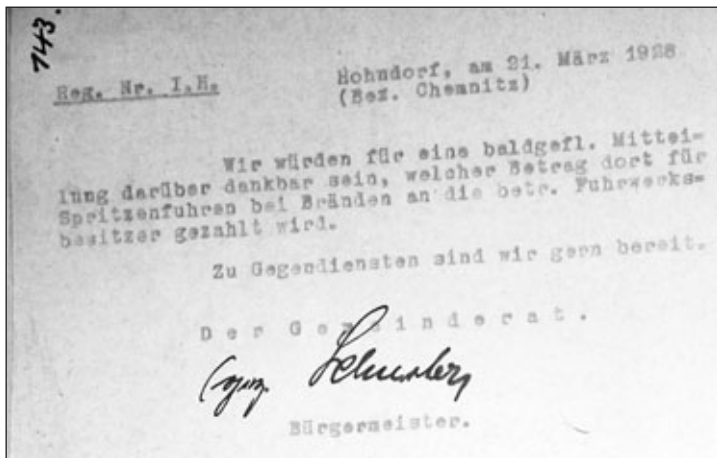 743.
Reg. Nr. I.H.
Hohndorf, am 21. März 1928
(Bez. Chemnitz)
Wir würden für eine baldgefl. Mittei-
lung darüber dankbar sein, welcher Betrag dort für
Spritzenfuhren bei Bränden an die betr. Fuhrwerks-
besitzer gezahlt wird.
Zu Gegendiensten sind wir gern bereit.
Der Gemeinderat.
Bürgermeister.